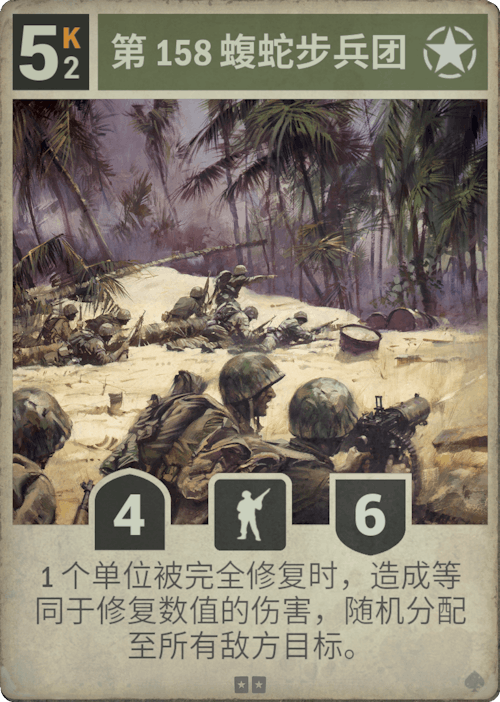 5K
2
第 158 蝮蛇步兵团
4
6
1 个单位被完全修复时，造成等
同于修复数值的伤害，随机分配
至所有敌方目标。